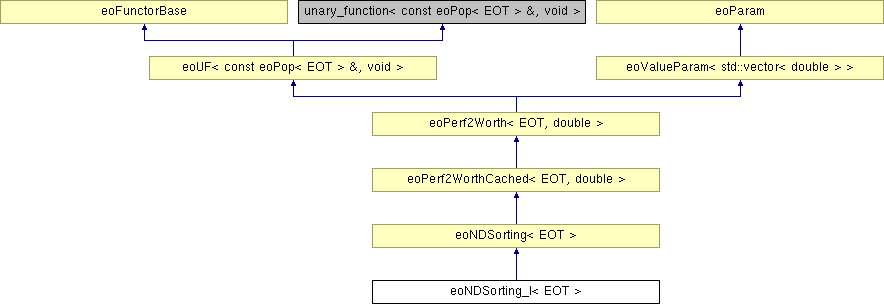 eoFunctorBase
unary_function< const eoPop< EOT > &, void >
eoParam
eoUF< const eoPop< EOT > &, void >
eoValueParam< std::vector< double > >
eoPerf2Worth< EOT, double >
eoPerf2WorthCached< EOT, double >
eoNDSorting< EOT >
eoNDSorting_I< EOT >